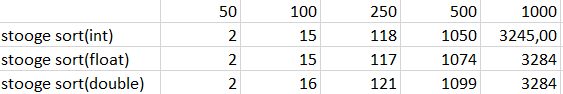 50 100 250 500 1000
stooge sort(int) 2 15 118 1050 3245,00
stooge sort(float) 2 15 117 1074 3284
stooge sort(double) 2 16 121 1099 3284